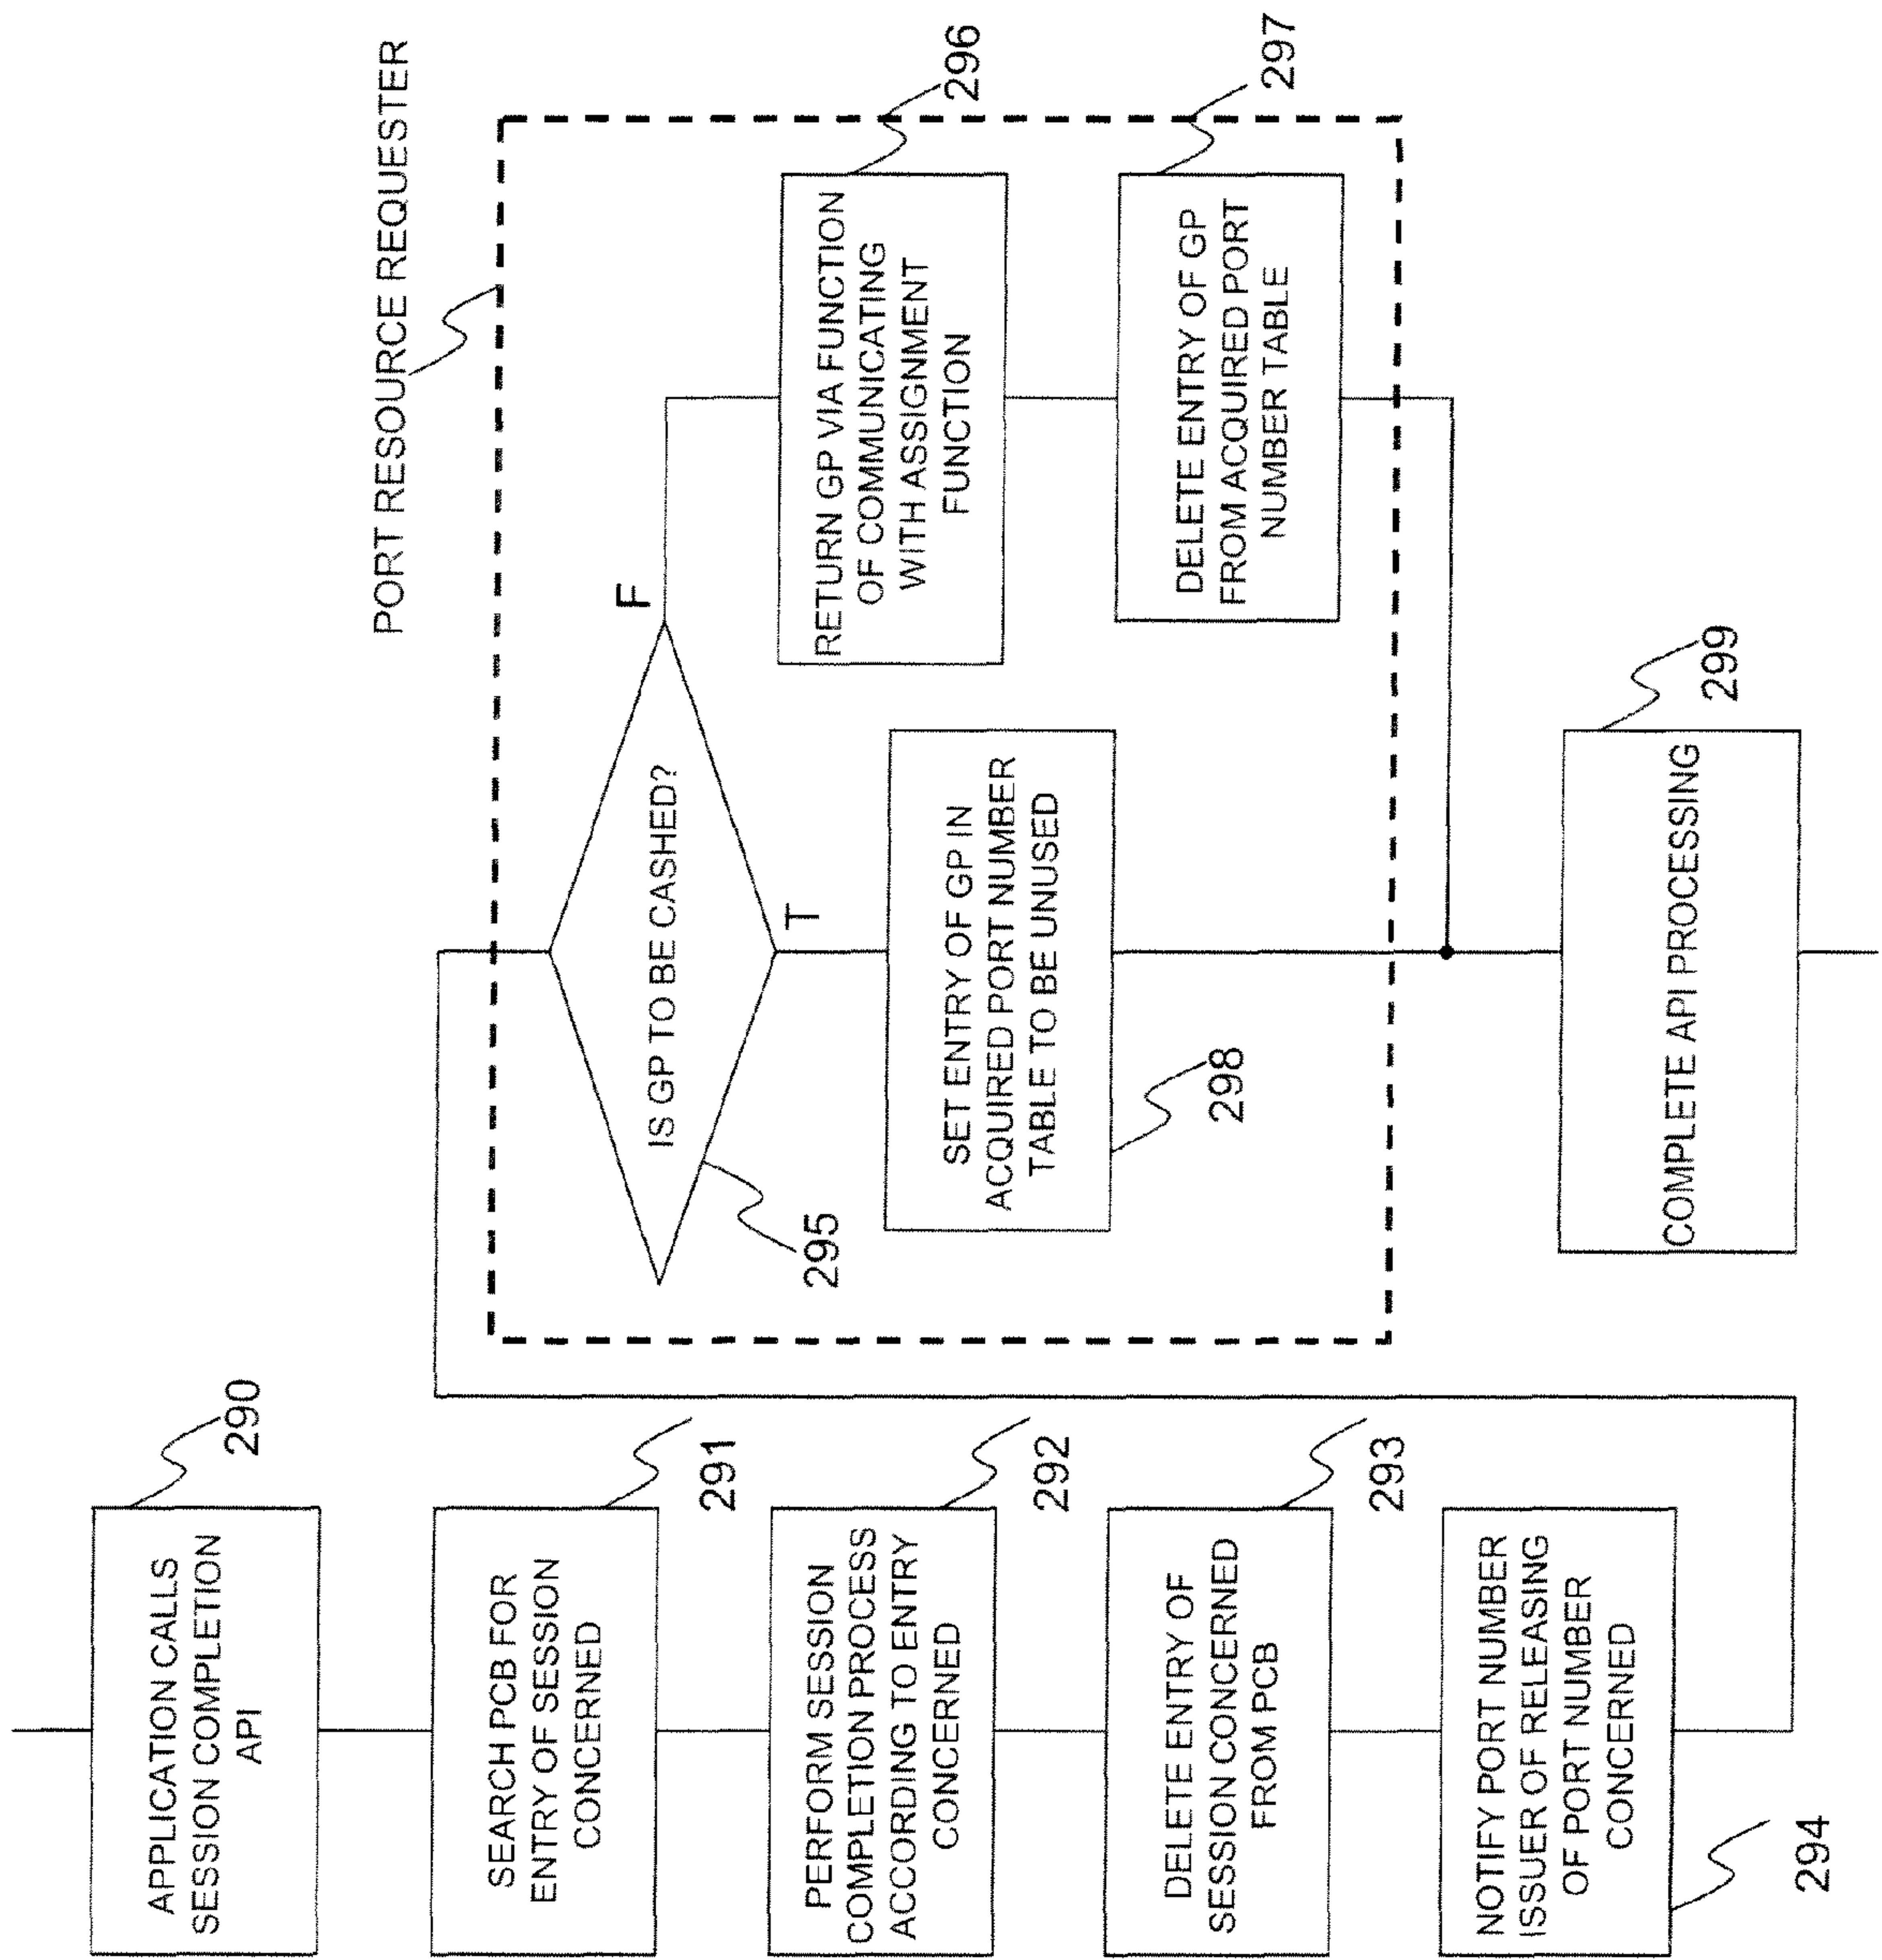 APPLICATION CALLS
SESSION COMPLETION
API
290
SEARCH PCB FOR
ENTRY OF SESSION
CONCERNED
291
PERFORM SESSION
COMPLETION PROCESS
ACCORDING TO ENTRY
CONCERNED
292
DELETE ENTRY OF
SESSION CONCERNED
FROM PCB
293
NOTIFY PORT NUMBER
ISSUER OF RELEASING
OF PORT NUMBER
CONCERNED
294
PORT RESOURCE REQUESTER
IS GP TO BE CASHED?
295
F
T
RETURN GP VIA FUNCTION
OF COMMUNICATING
WITH ASSIGNMENT
FUNCTION
296
DELETE ENTRY OF GP
FROM ACQUIRED PORT
NUMBER TABLE
297
SET ENTRY OF GP IN
ACQUIRED PORT NUMBER
TABLE TO BE UNUSED
298
COMPLETE API PROCESSING
299